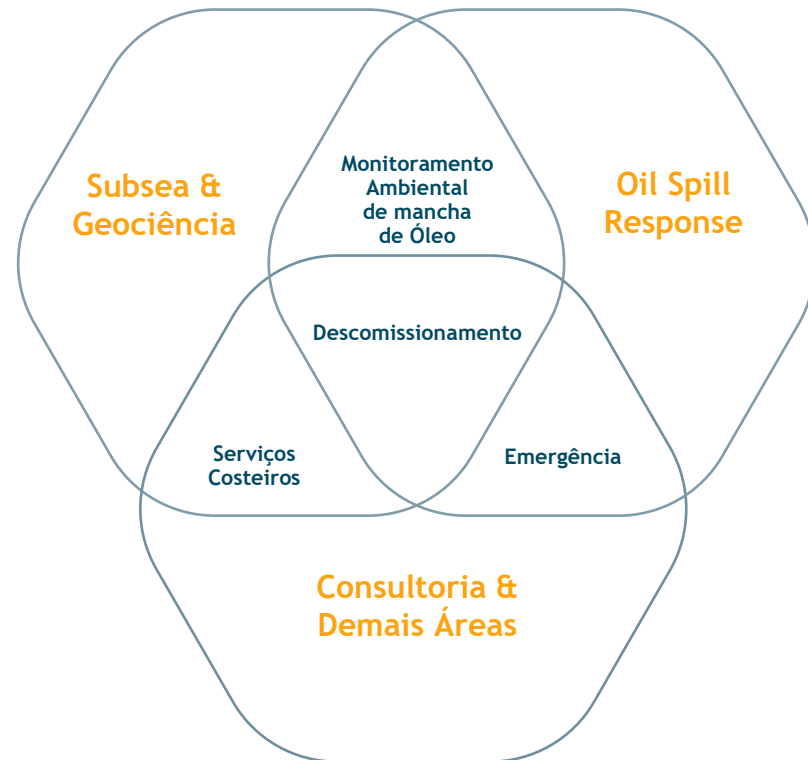 Monitoramento
Ambiental
de mancha
de Óleo
Subsea &
Geociência
Oil Spill
Response
Descomissionamento
Serviços
Costeiros
Emergência
Consultoria &
Demais Áreas